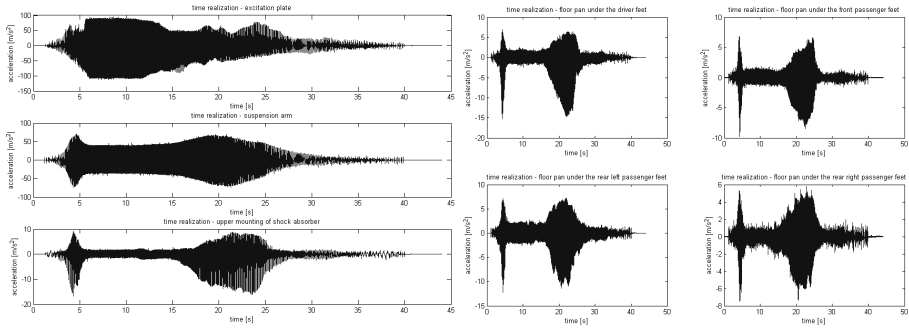 time realization - excitation plate
acceleration [m/s²]
100
50
0
-50
-100
-150
0 5 10 15 20 25 30 35 40 45
time [s]
time realization - suspension arm
acceleration [m/s²]
100
50
0
-50
-100
0 5 10 15 20 25 30 35 40 45
time [s]
time realization - upper mounting of shock absorber
acceleration [m/s²]
10
0
-10
-20
0 5 10 15 20 25 30 35 40 45
time [s]
time realization - floor pan under the driver feet
acceleration [m/s²]
10
5
0
-5
-10
-15
-20
0 10 20 30 40 50
time [s]
time realization - floor pan under the front passenger feet
acceleration [m/s²]
10
5
0
-5
-10
0 10 20 30 40 50
time [s]
time realization - floor pan under the rear left passenger feet
acceleration [m/s²]
10
5
0
-5
-10
-15
0 10 20 30 40 50
time [s]
time realization - floor pan under the rear right passenger feet
acceleration [m/s²]
6
4
2
0
-2
-4
-6
-8
0 10 20 30 40 50
time [s]